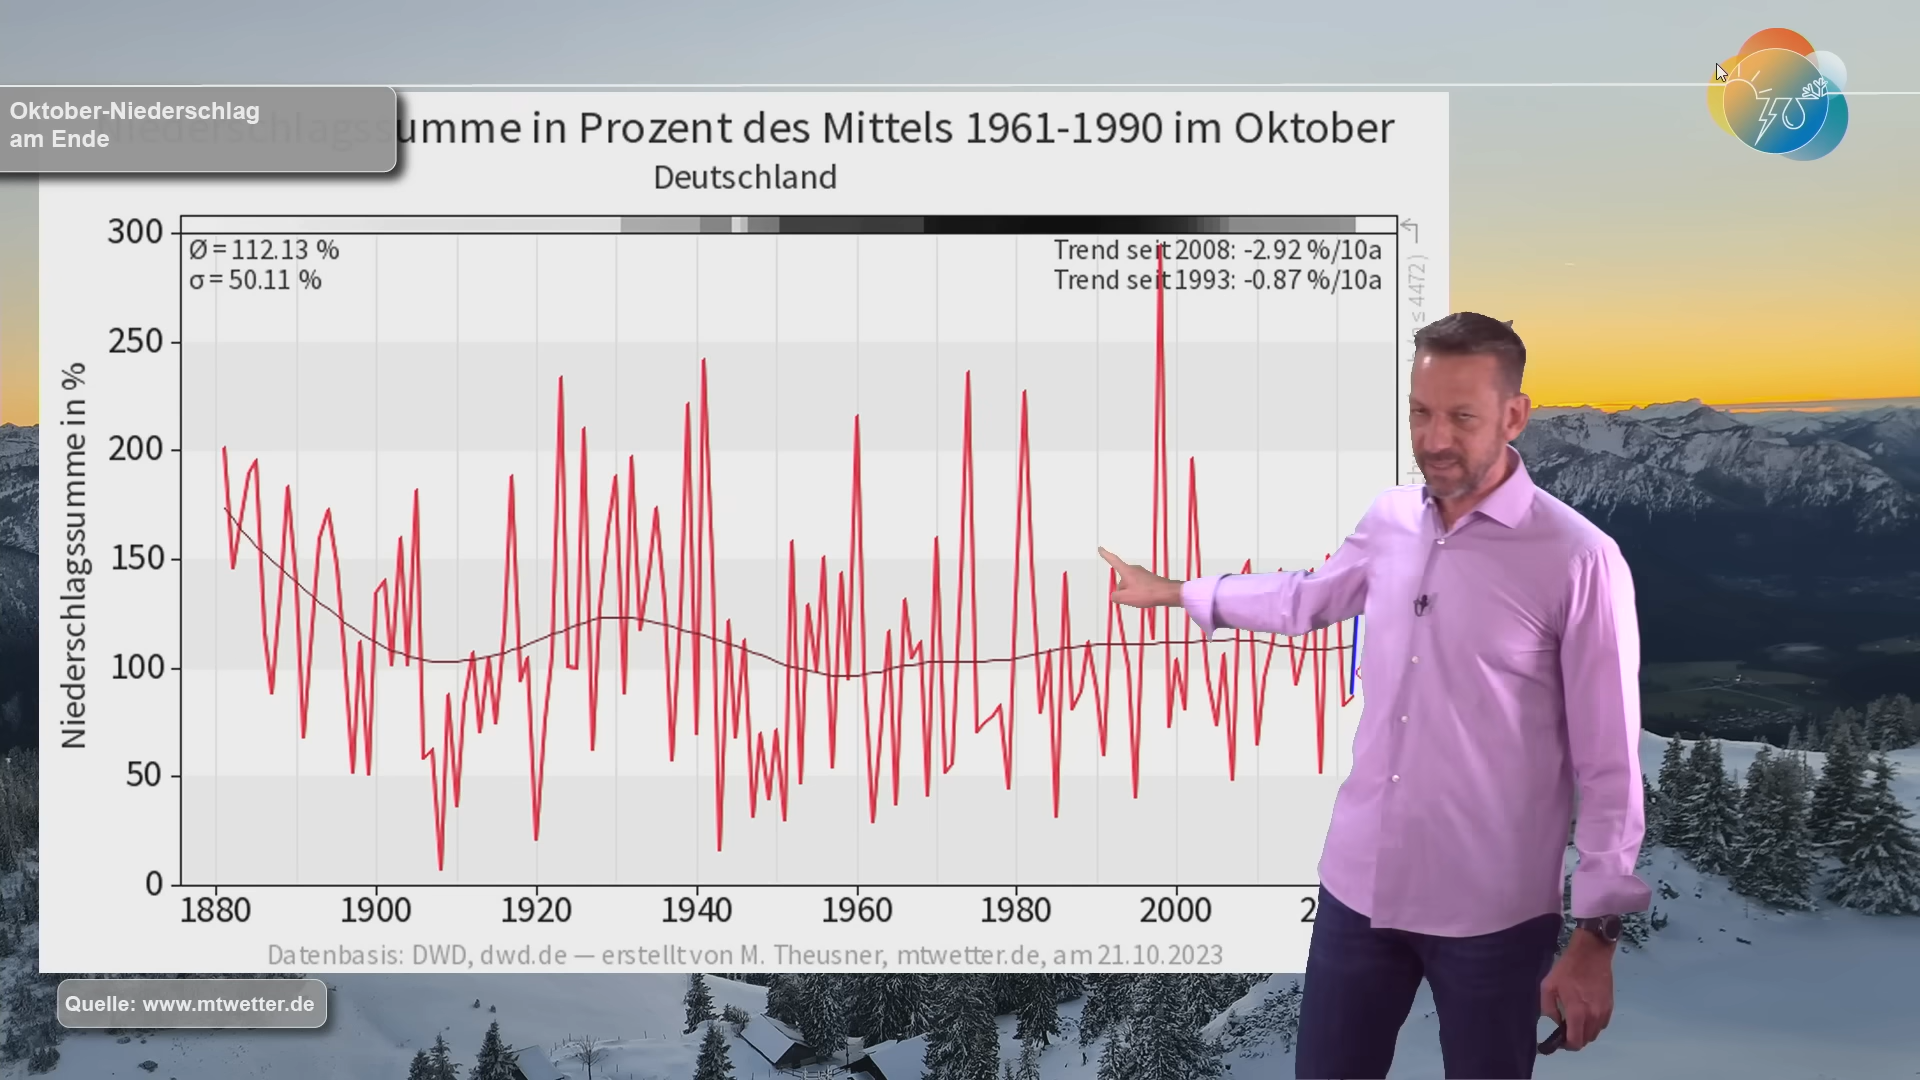 Oktober-Niederschlag
am Ende
Niederschlagssumme in Prozent des Mittels 1961-1990 im Oktober
Deutschland
Ø = 112.13 %
σ = 50.11 %
Trend seit 2008: -2.92 %/10a
Trend seit 1993: -0.87 %/10a
Niederschlagssumme in %
300
250
200
150
100
50
0
1880 1900 1920 1940 1960 1980 2000
Datenbasis: DWD, dwd.de — erstellt von M. Theusner, mtwetter.de, am 21.10.2023
Quelle: www.mtwetter.de